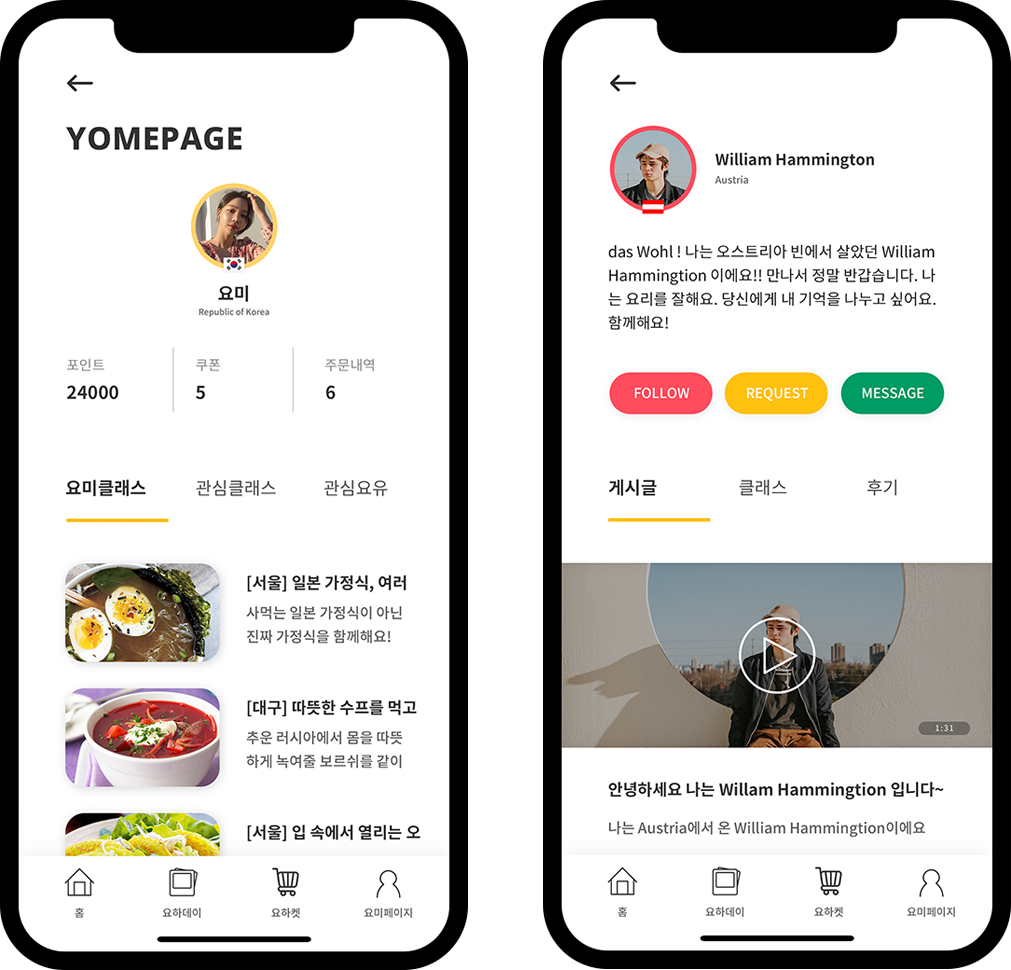 YOMEPAGE
요미
Republic of Korea
포인트 쿠폰 주문내역
24000 5 6
요미클래스 관심클래스 관심요유
[서울] 일본 가정식, 여러
사먹는 일본 가정식이 아닌
진짜 가정식을 함께해요!
[대구] 따뜻한 수프를 먹고
추운 러시아에서 몸을 따뜻
하게 녹여줄 보르쉬를 같이
[서울] 입 속에서 열리는 오
홈 요하데이 요하켓 요미페이지
William Hammington
Austria
das Wohl ! 나는 오스트리아 빈에서 살았던 William
Hammingtion 이에요!! 만나서 정말 반갑습니다. 나
는 요리를 잘해요. 당신에게 내 기억을 나누고 싶어요.
함께해요!
FOLLOW REQUEST MESSAGE
게시글 클래스 후기
1:31
안녕하세요 나는 Willam Hammingtion 입니다~
나는 Austria에서 온 William Hammingtion이에요
홈 요하데이 요하켓 요미페이지